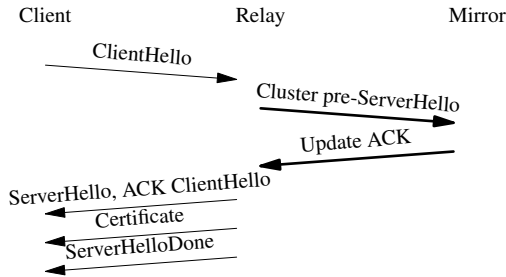 Client Relay Mirror
ClientHello
Cluster pre-ServerHello
Update ACK
ServerHello, ACK ClientHello
Certificate
ServerHelloDone